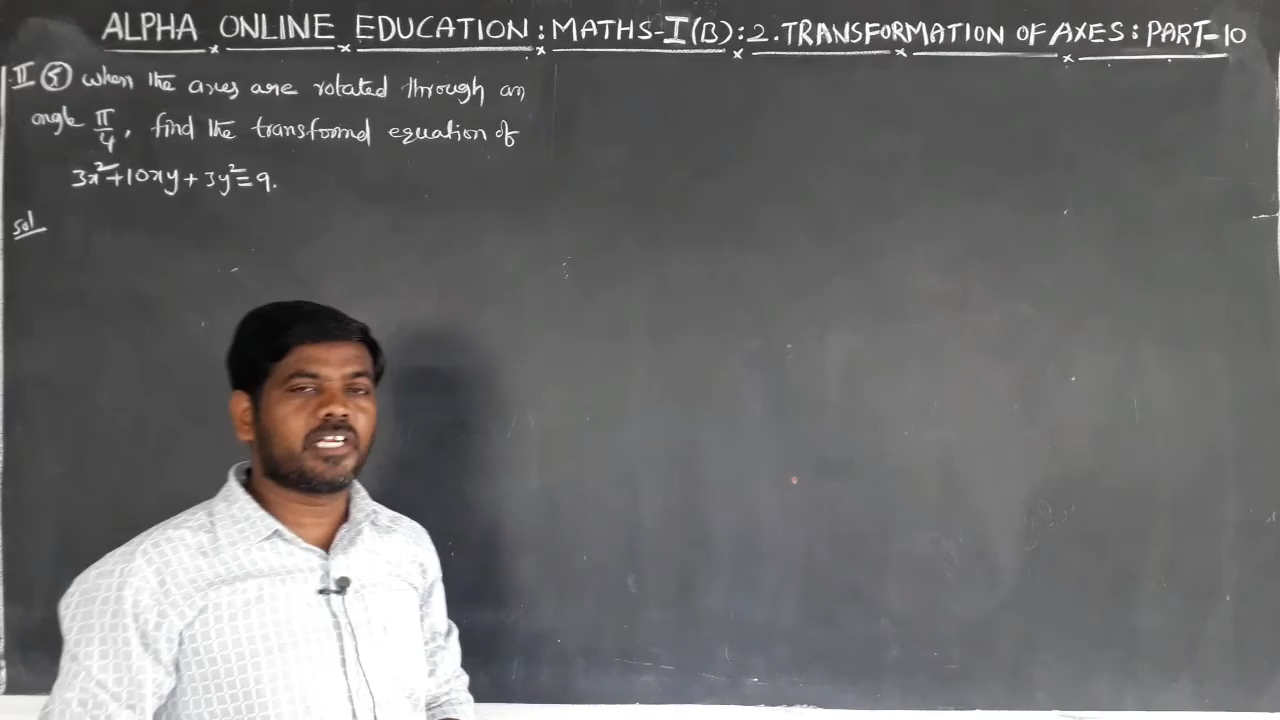 ALPHA ONLINE EDUCATION : MATHS-I(B) : 2. TRANSFORMATION OF AXES : PART-10
II ⑤ when the axes are rotated through an
angle π/4, find the transformed equation of
3x²+10xy+3y²=9.
Sol